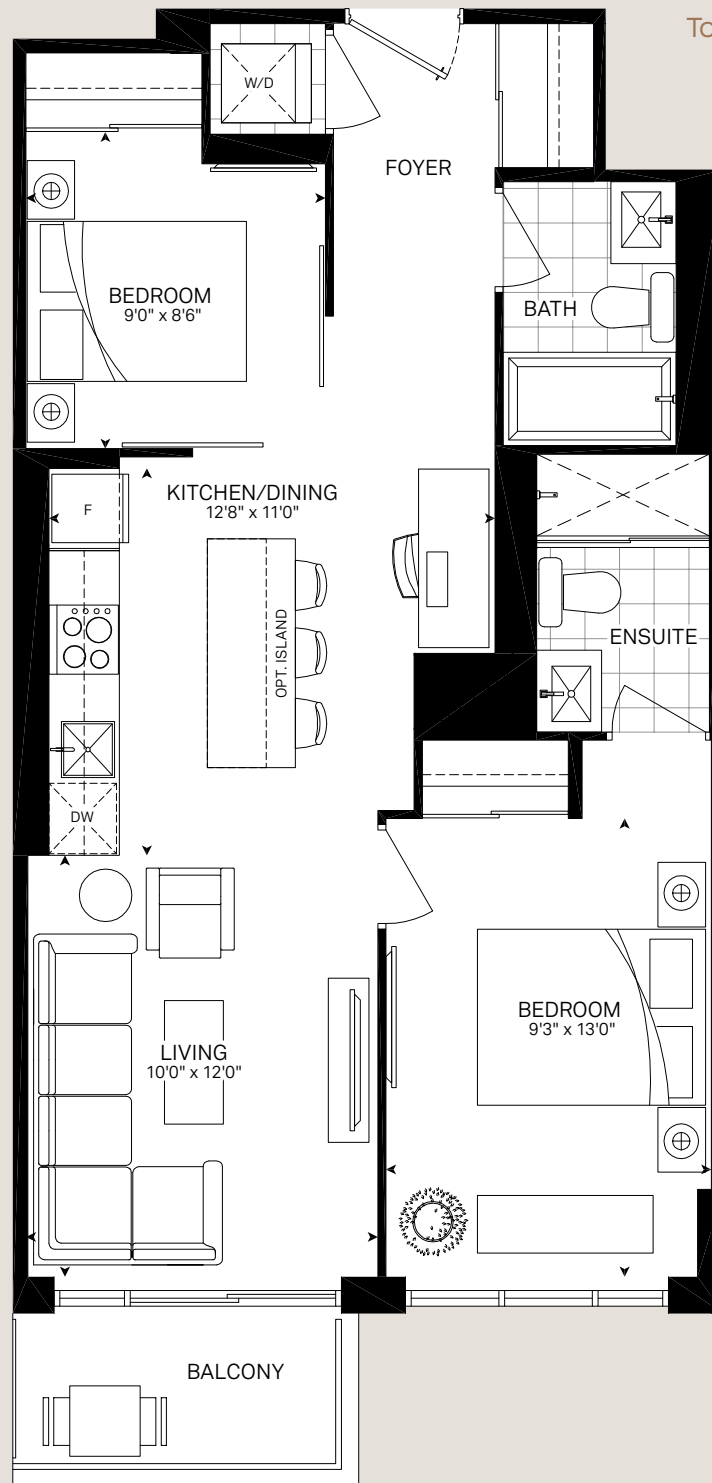 To
W/D
FOYER
BEDROOM
9'0" x 8'6"
BATH
KITCHEN/DINING
12'8" x 11'0"
F
OPT. ISLAND
ENSUITE
DW
BEDROOM
9'3" x 13'0"
LIVING
10'0" x 12'0"
BALCONY